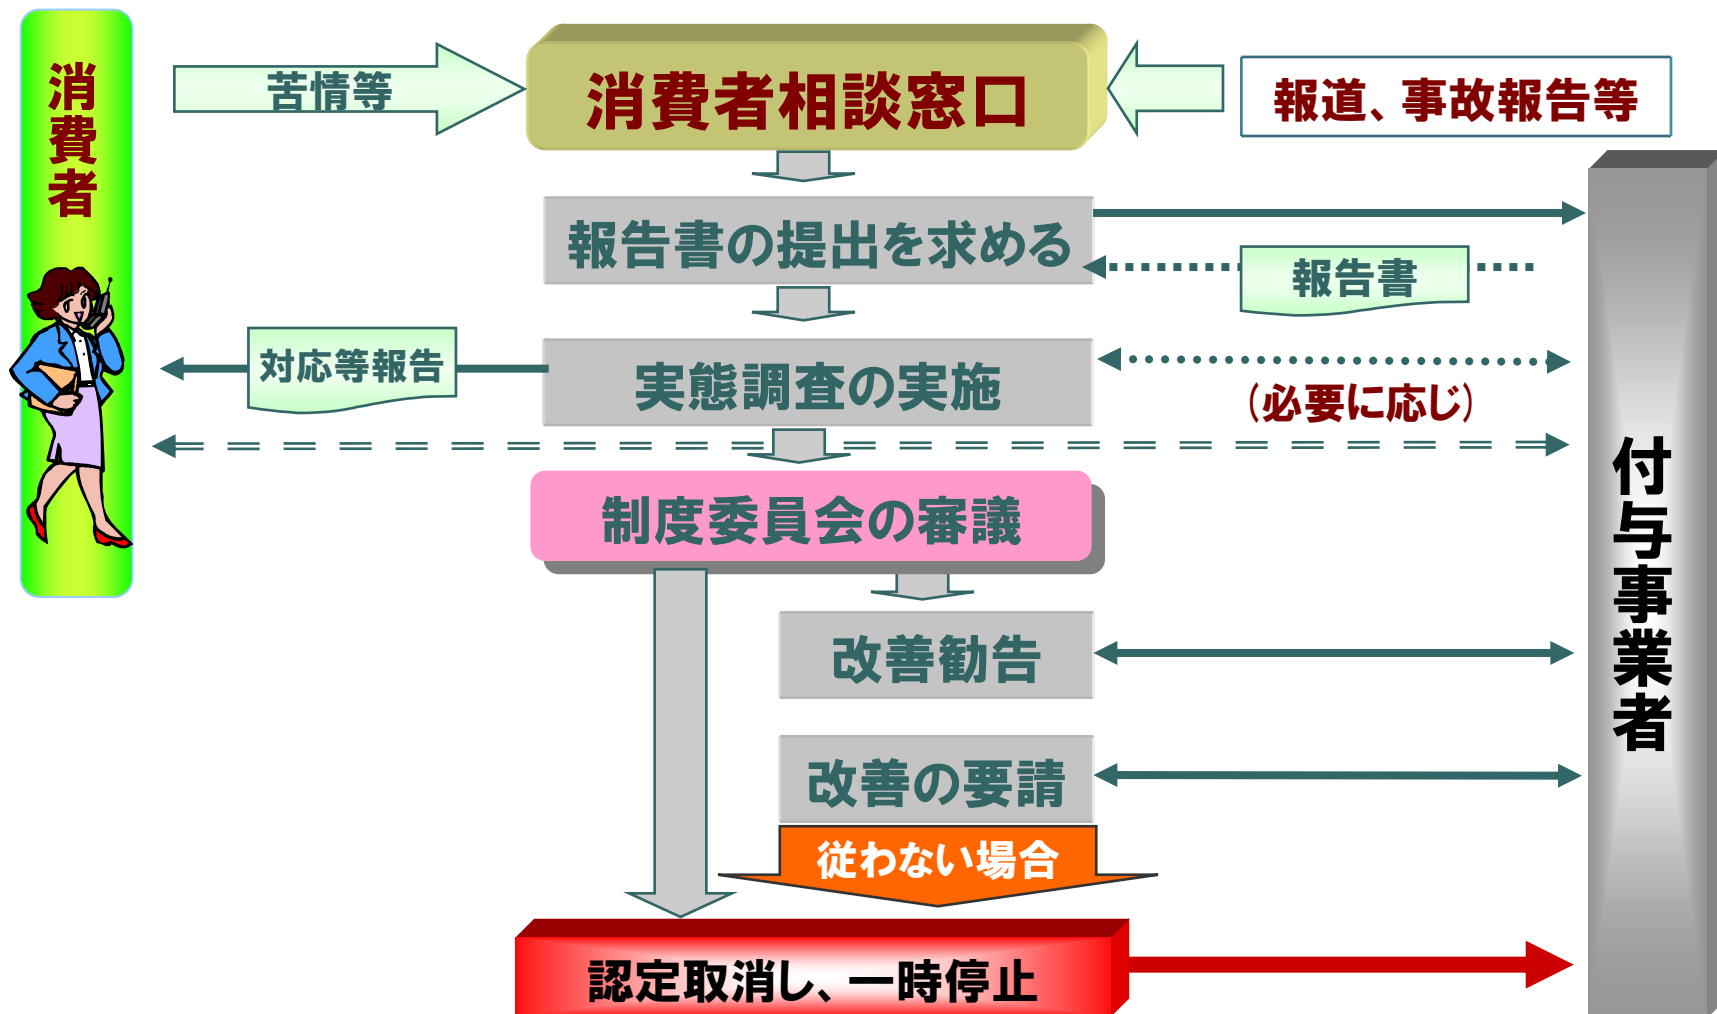 消費者
苦情等
消費者相談窓口
報道、事故報告等
報告書の提出を求める
報告書
対応等報告
実態調査の実施
(必要に応じ)
制度委員会の審議
付与事業者
改善勧告
改善の要請
従わない場合
認定取消し、一時停止